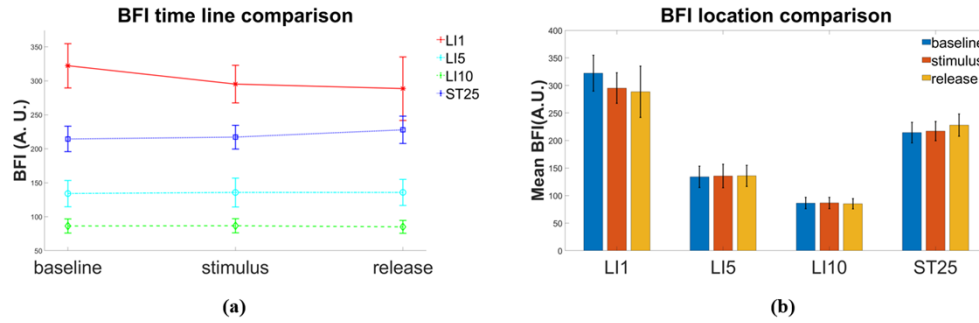 BFI time line comparison
350
300
250
200
150
100
50
BFI (A. U.)
baseline
stimulus
release
LI1
LI5
LI10
ST25
(a)
BFI location comparison
400
350
300
250
200
150
100
50
0
Mean BFI(A.U.)
LI1
LI5
LI10
ST25
baseline
stimulus
release
(b)